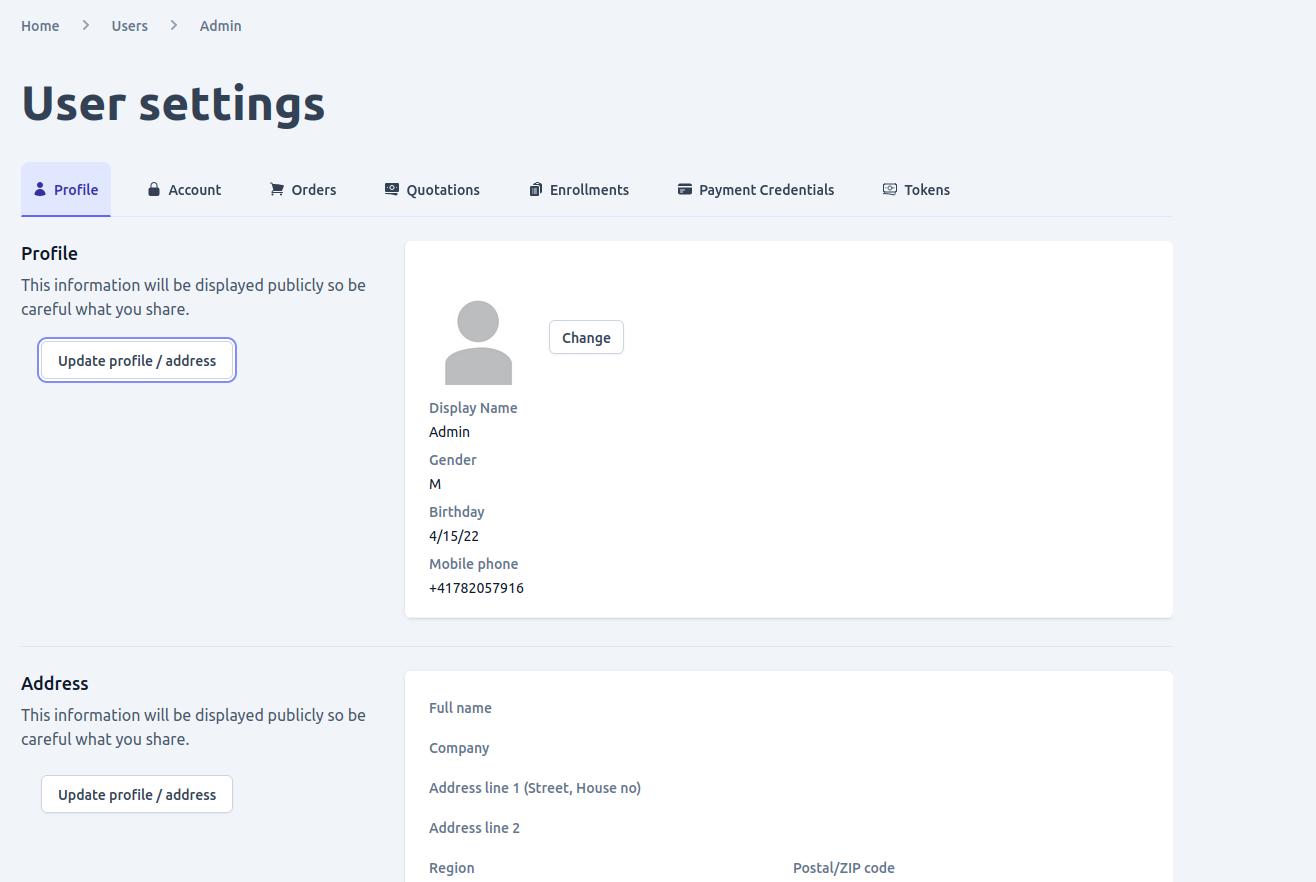 Home > Users > Admin
User settings
Profile Account Orders Quotations Enrollments Payment Credentials Tokens
Profile
This information will be displayed publicly so be
careful what you share.
Update profile / address
Change
Display Name
Admin
Gender
M
Birthday
4/15/22
Mobile phone
+41782057916
Address
This information will be displayed publicly so be
careful what you share.
Update profile / address
Full name
Company
Address line 1 (Street, House no)
Address line 2
Region Postal/ZIP code